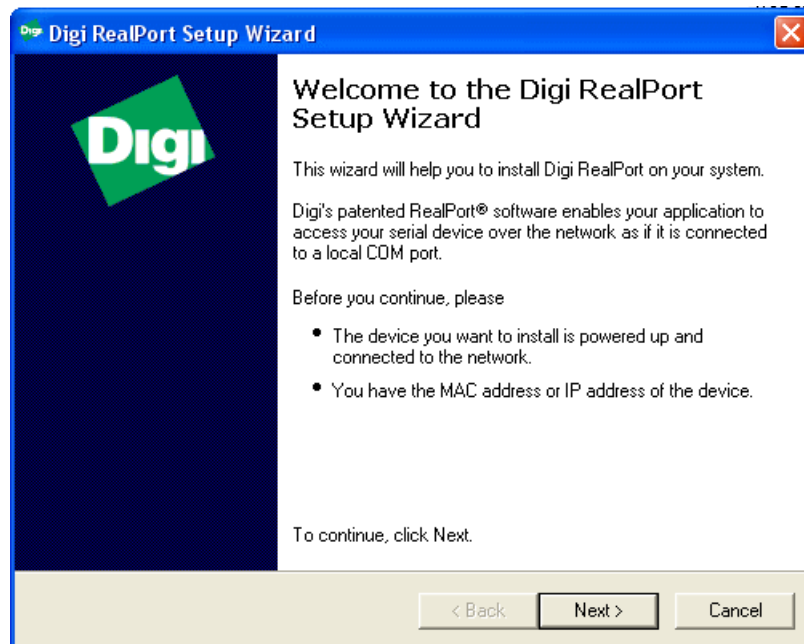 Digi RealPort Setup Wizard
Digi
Welcome to the Digi RealPort
Setup Wizard
This wizard will help you to install Digi RealPort on your system.
Digi's patented RealPort® software enables your application to
access your serial device over the network as if it is connected
to a local COM port.
Before you continue, please
• The device you want to install is powered up and
connected to the network.
• You have the MAC address or IP address of the device.
To continue, click Next.
< Back
Next >
Cancel